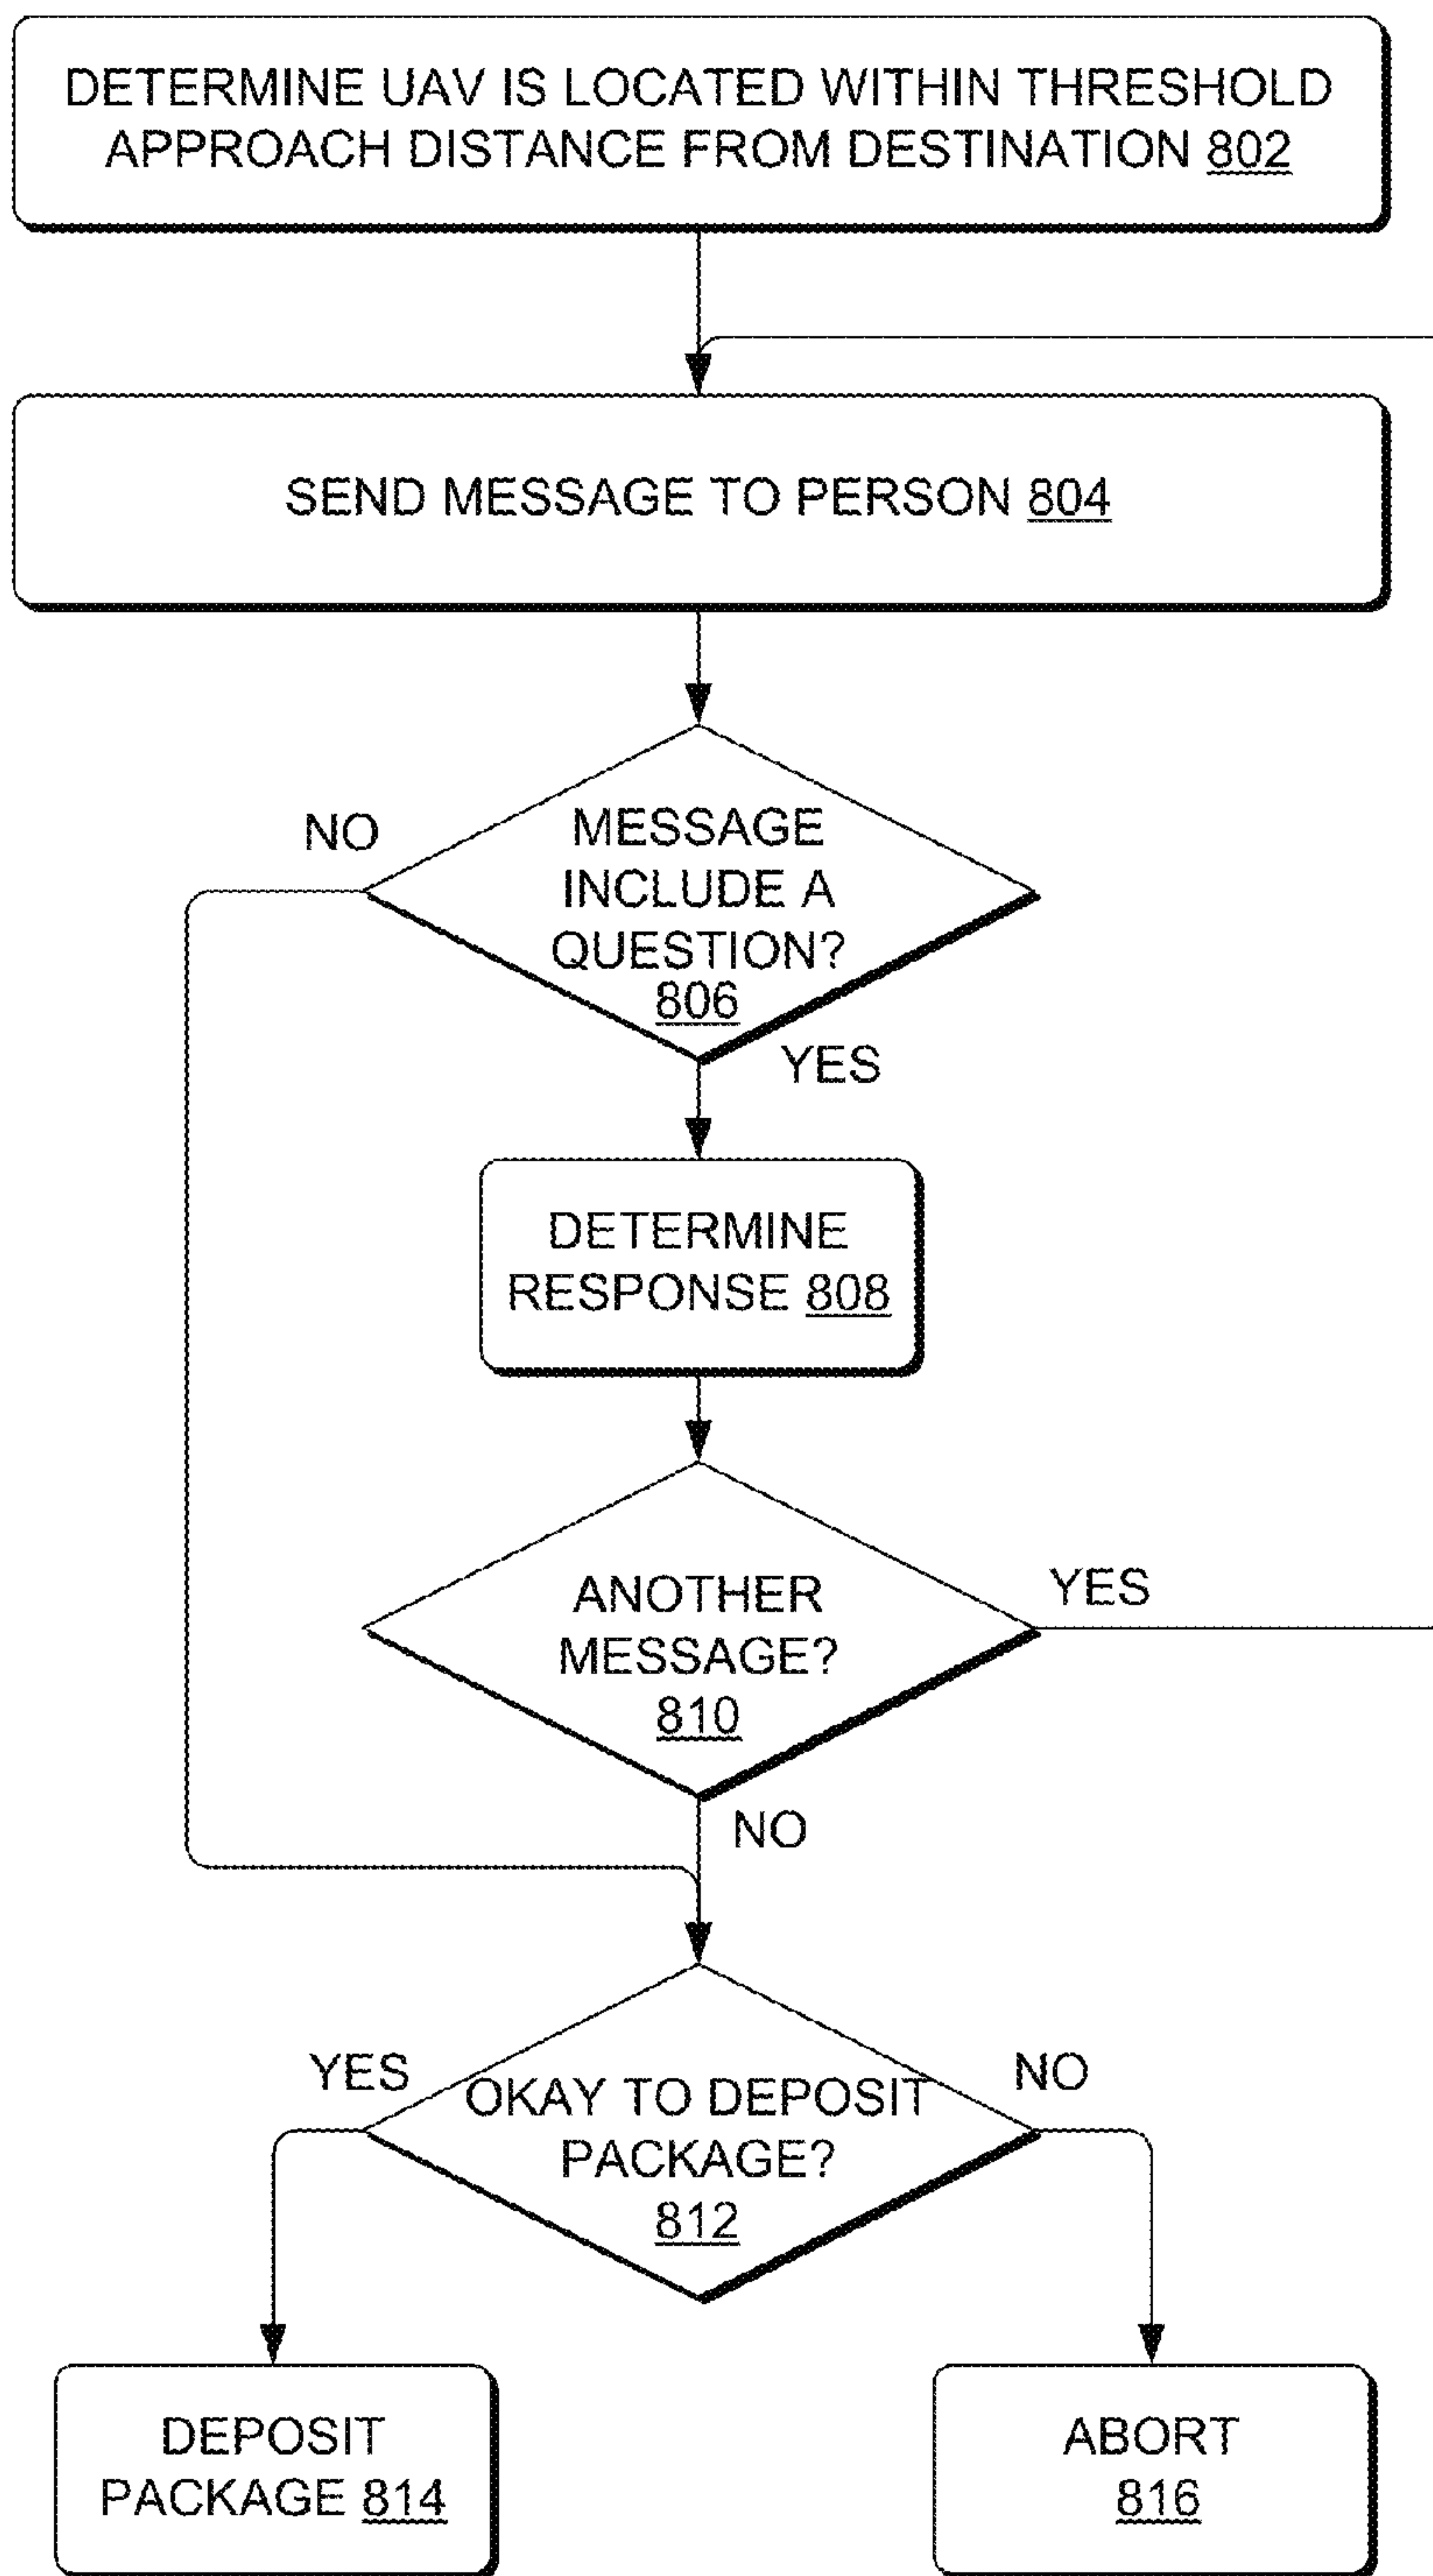 DETERMINE UAV IS LOCATED WITHIN THRESHOLD
APPROACH DISTANCE FROM DESTINATION 802
SEND MESSAGE TO PERSON 804
NO
MESSAGE
INCLUDE A
QUESTION?
806
YES
DETERMINE
RESPONSE 808
YES
ANOTHER
MESSAGE?
810
NO
YES
NO
OKAY TO DEPOSIT
PACKAGE?
812
DEPOSIT
PACKAGE 814
ABORT
816